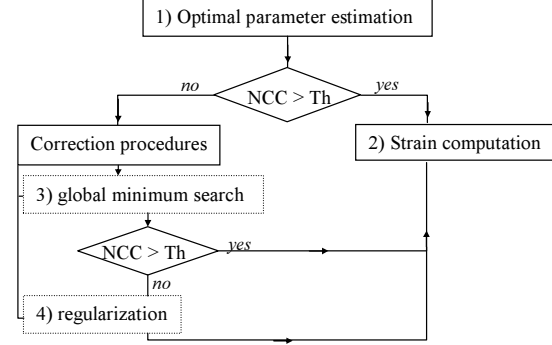 1) Optimal parameter estimation
NCC > Th
no
yes
Correction procedures
2) Strain computation
3) global minimum search
NCC > Th
yes
no
4) regularization